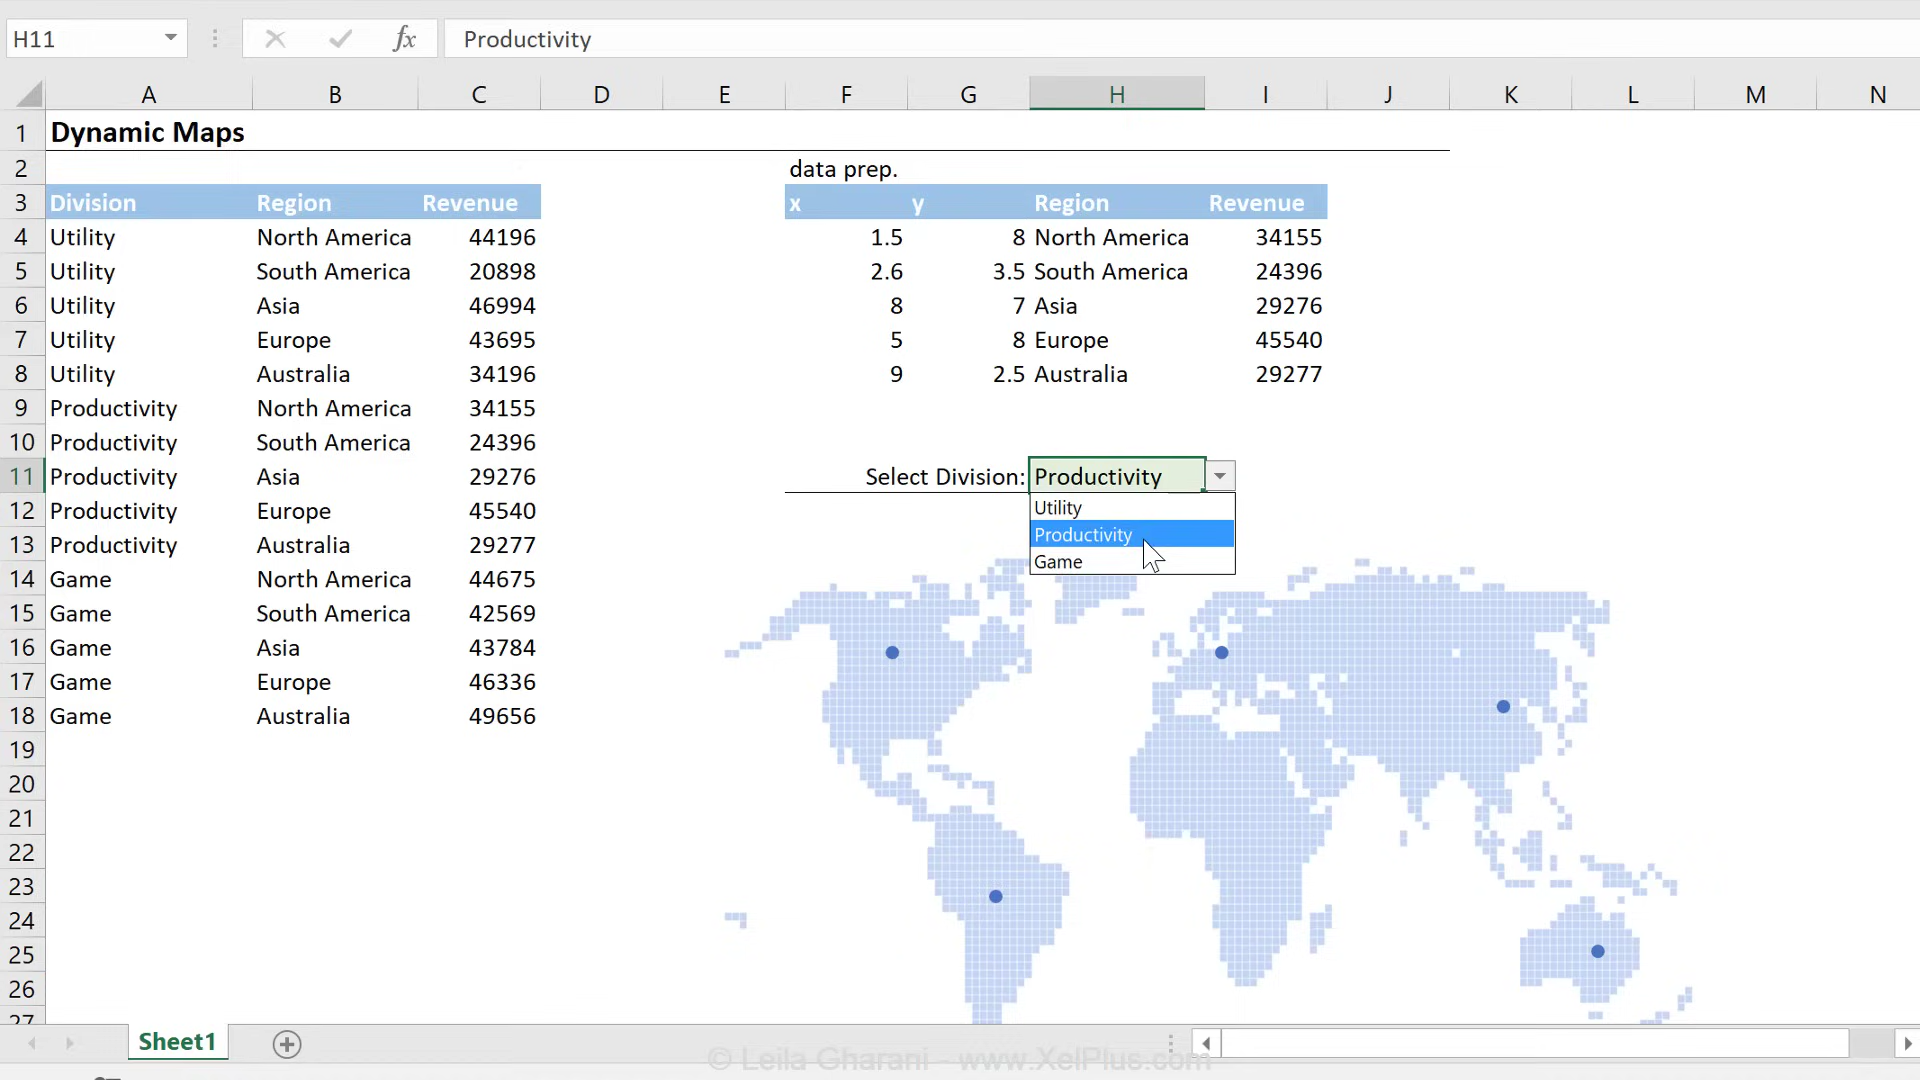 H11 fx Productivity
A B C D E F G H I J K L M N
1 Dynamic Maps
2 data prep.
3 Division Region Revenue x y Region Revenue
4 Utility North America 44196 1.5 8 North America 34155
5 Utility South America 20898 2.6 3.5 South America 24396
6 Utility Asia 46994 8 7 Asia 29276
7 Utility Europe 43695 5 8 Europe 45540
8 Utility Australia 34196 9 2.5 Australia 29277
9 Productivity North America 34155
10 Productivity South America 24396
11 Productivity Asia 29276 Select Division: Productivity
Utility
12 Productivity Europe 45540
Productivity
13 Productivity Australia 29277
Game
14 Game North America 44675
15 Game South America 42569
16 Game Asia 43784
17 Game Europe 46336
18 Game Australia 49656
19
20
21
22
23
24
25
26
27
Sheet1
© Leila Gharani - www.XelPlus.com